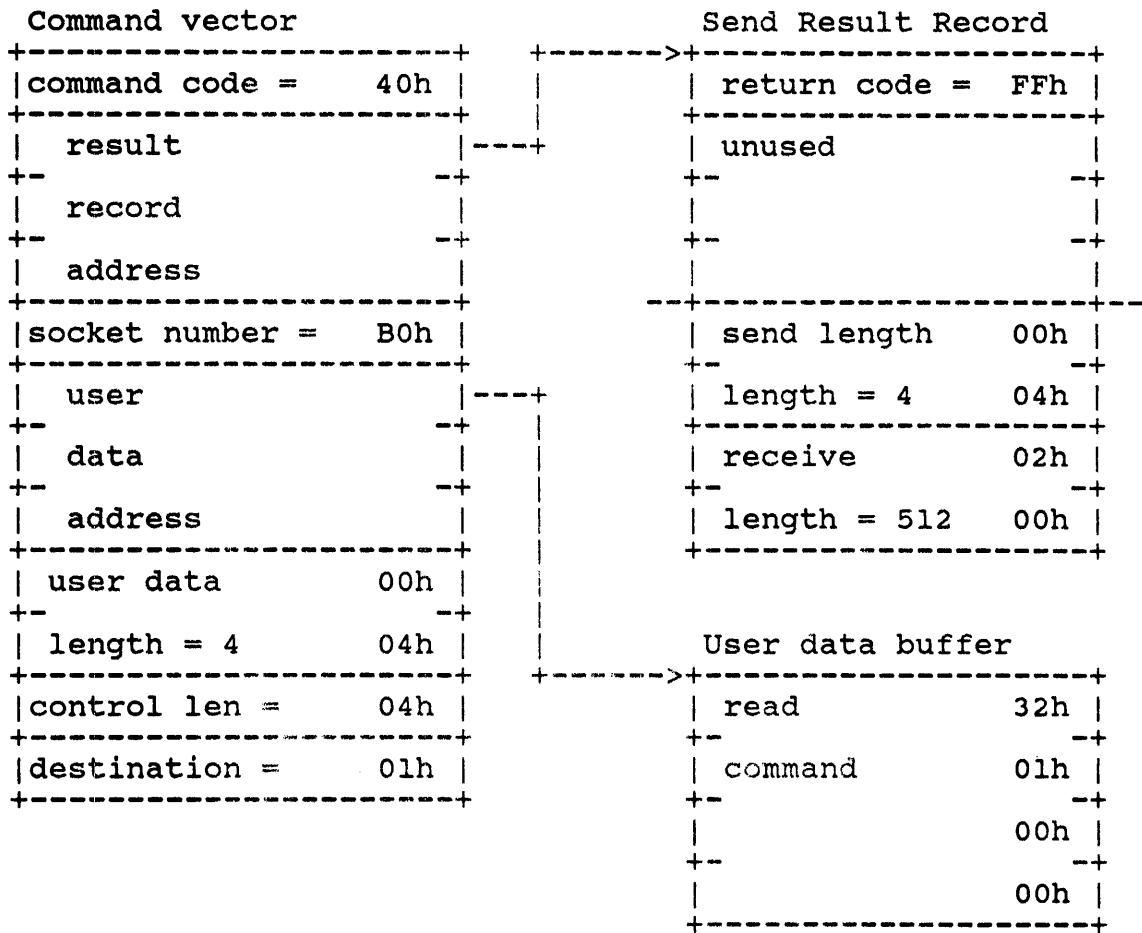 Command vector
command code = 40h
result
record
address
socket number = B0h
user
data
address
user data 00h
length = 4 04h
control len = 04h
destination = 01h
Send Result Record
return code = FFh
unused
send length 00h
length = 4 04h
receive 02h
length = 512 00h
User data buffer
read 32h
command 01h
00h
00h